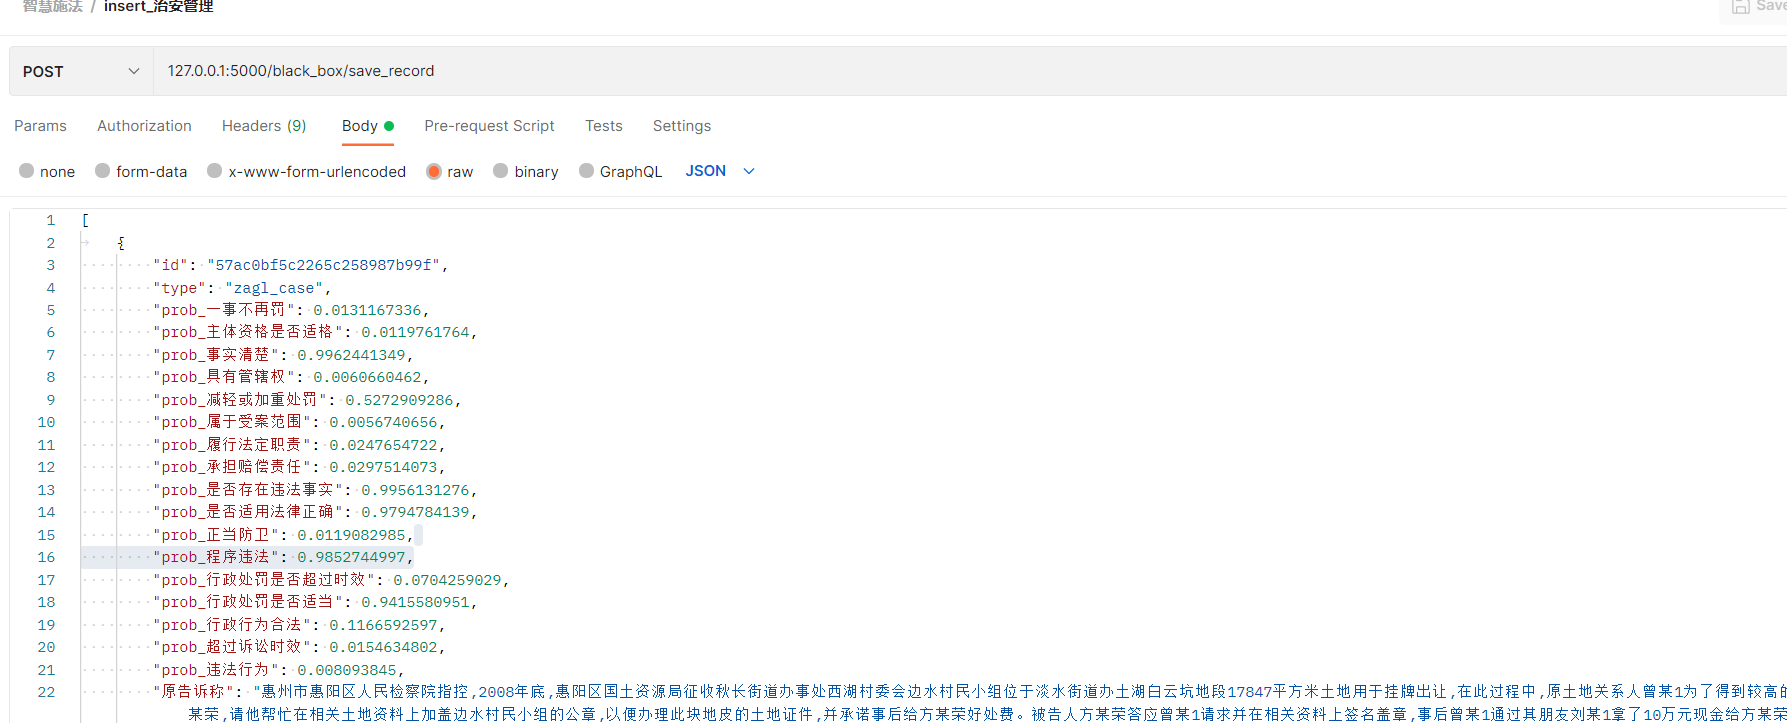 智慧施法 / insert_治安管理
Save
POST 127.0.0.1:5000/black_box/save_record
Params Authorization Headers (9) Body Pre-request Script Tests Settings
none form-data x-www-form-urlencoded raw binary GraphQL JSON
1 [
2 {
3 "id": "57ac0bf5c2265c258987b99f",
4 "type": "zagl_case",
5 "prob_一事不再罚": 0.0131167336,
6 "prob_主体资格是否适格": 0.0119761764,
7 "prob_事实清楚": 0.9962441349,
8 "prob_具有管辖权": 0.0060660462,
9 "prob_减轻或加重处罚": 0.5272909286,
10 "prob_属于受案范围": 0.0056740656,
11 "prob_履行法定职责": 0.0247654722,
12 "prob_承担赔偿责任": 0.0297514073,
13 "prob_是否存在违法事实": 0.9956131276,
14 "prob_是否适用法律正确": 0.9794784139,
15 "prob_正当防卫": 0.0119082985,
16 "prob_程序违法": 0.9852744997,
17 "prob_行政处罚是否超过时效": 0.0704259029,
18 "prob_行政处罚是否适当": 0.9415580951,
19 "prob_行政行为合法": 0.1166592597,
20 "prob_超过诉讼时效": 0.0154634802,
21 "prob_违法行为": 0.008093845,
22 "原告诉称": "惠州市惠阳区人民检察院指控,2008年底,惠阳区国土资源局征收秋长街道办事处西湖村委会边水村民小组位于淡水街道办土湖白云坑地段17847平方米土地用于挂牌出让,在此过程中,原土地关系人曾某1为了得到较高的
某荣,请他帮忙在相关土地资料上加盖边水村民小组的公章,以便办理此块地皮的土地证件,并承诺事后给方某荣好处费。被告人方某荣答应曾某1请求并在相关资料上签名盖章,事后曾某1通过其朋友刘某1拿了10万元现金给方某荣